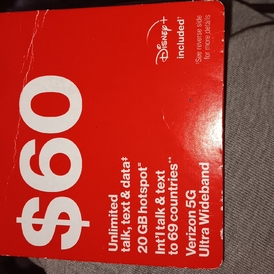 $60
Unlimited
talk, text & data‡
20 GB hotspot*
Int'l talk & text
to 69 countries**
Verizon 5G
Ultra Wideband
Disney+
included†
†See reverse side
for more details